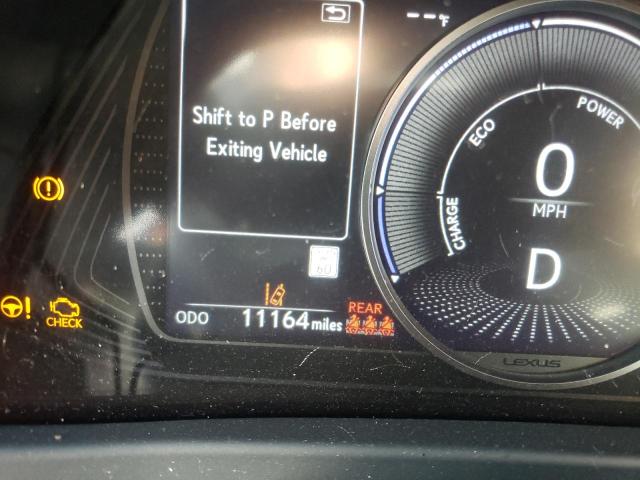 --°F
Shift to P Before
Exiting Vehicle
ECO
POWER
CHARGE
0
MPH
D
CHECK
ODO 11164 miles
REAR
LEXUS